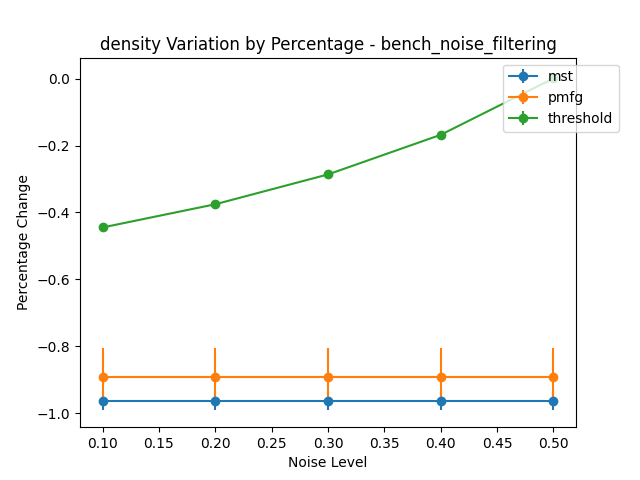 density Variation by Percentage - bench_noise_filtering
mst
pmfg
threshold
Percentage Change
0.0
−0.2
−0.4
−0.6
−0.8
−1.0
0.10
0.15
0.20
0.25
0.30
0.35
0.40
0.45
0.50
Noise Level